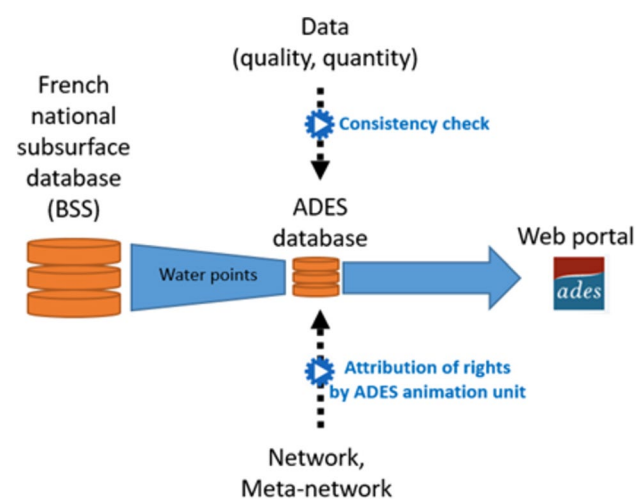 Data
(quality, quantity)
Consistency check
French
national
subsurface
database
(BSS)
ADES
database
Web portal
Water points
ades
Attribution of rights
by ADES animation unit
Network,
Meta-network